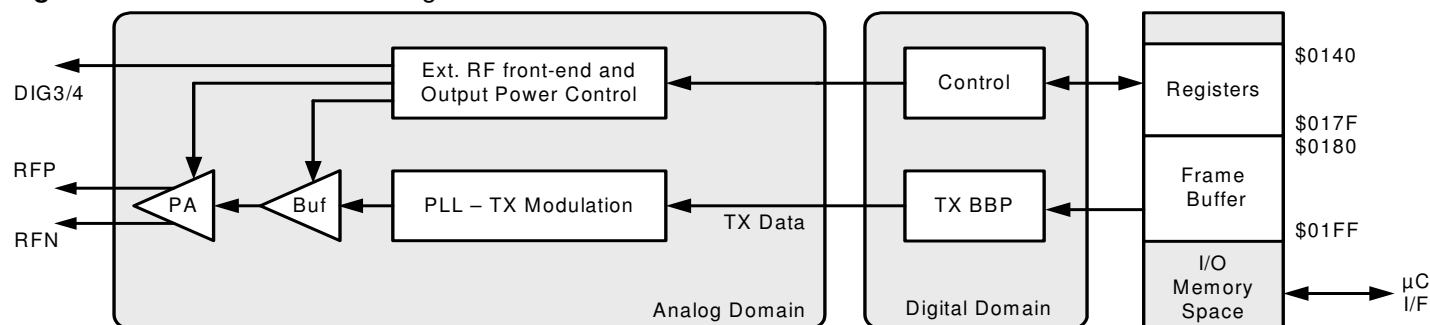 DIG3/4
RFP
RFN
Ext. RF front-end and
Output Power Control
PA
Buf
PLL – TX Modulation
TX Data
Analog Domain
Control
TX BBP
Digital Domain
Registers
Frame
Buffer
I/O
Memory
Space
$0140
$017F
$0180
$01FF
µC
I/F